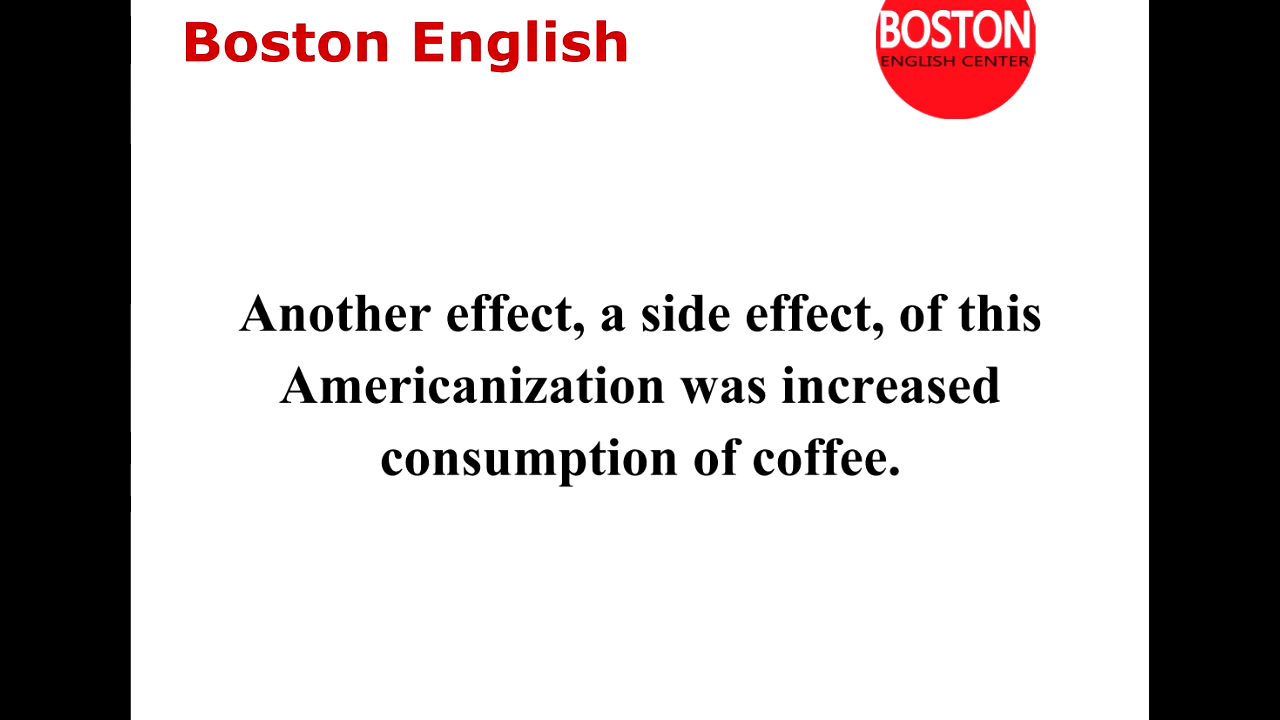 Boston English
BOSTON
ENGLISH CENTER
Another effect, a side effect, of this
Americanization was increased
consumption of coffee.